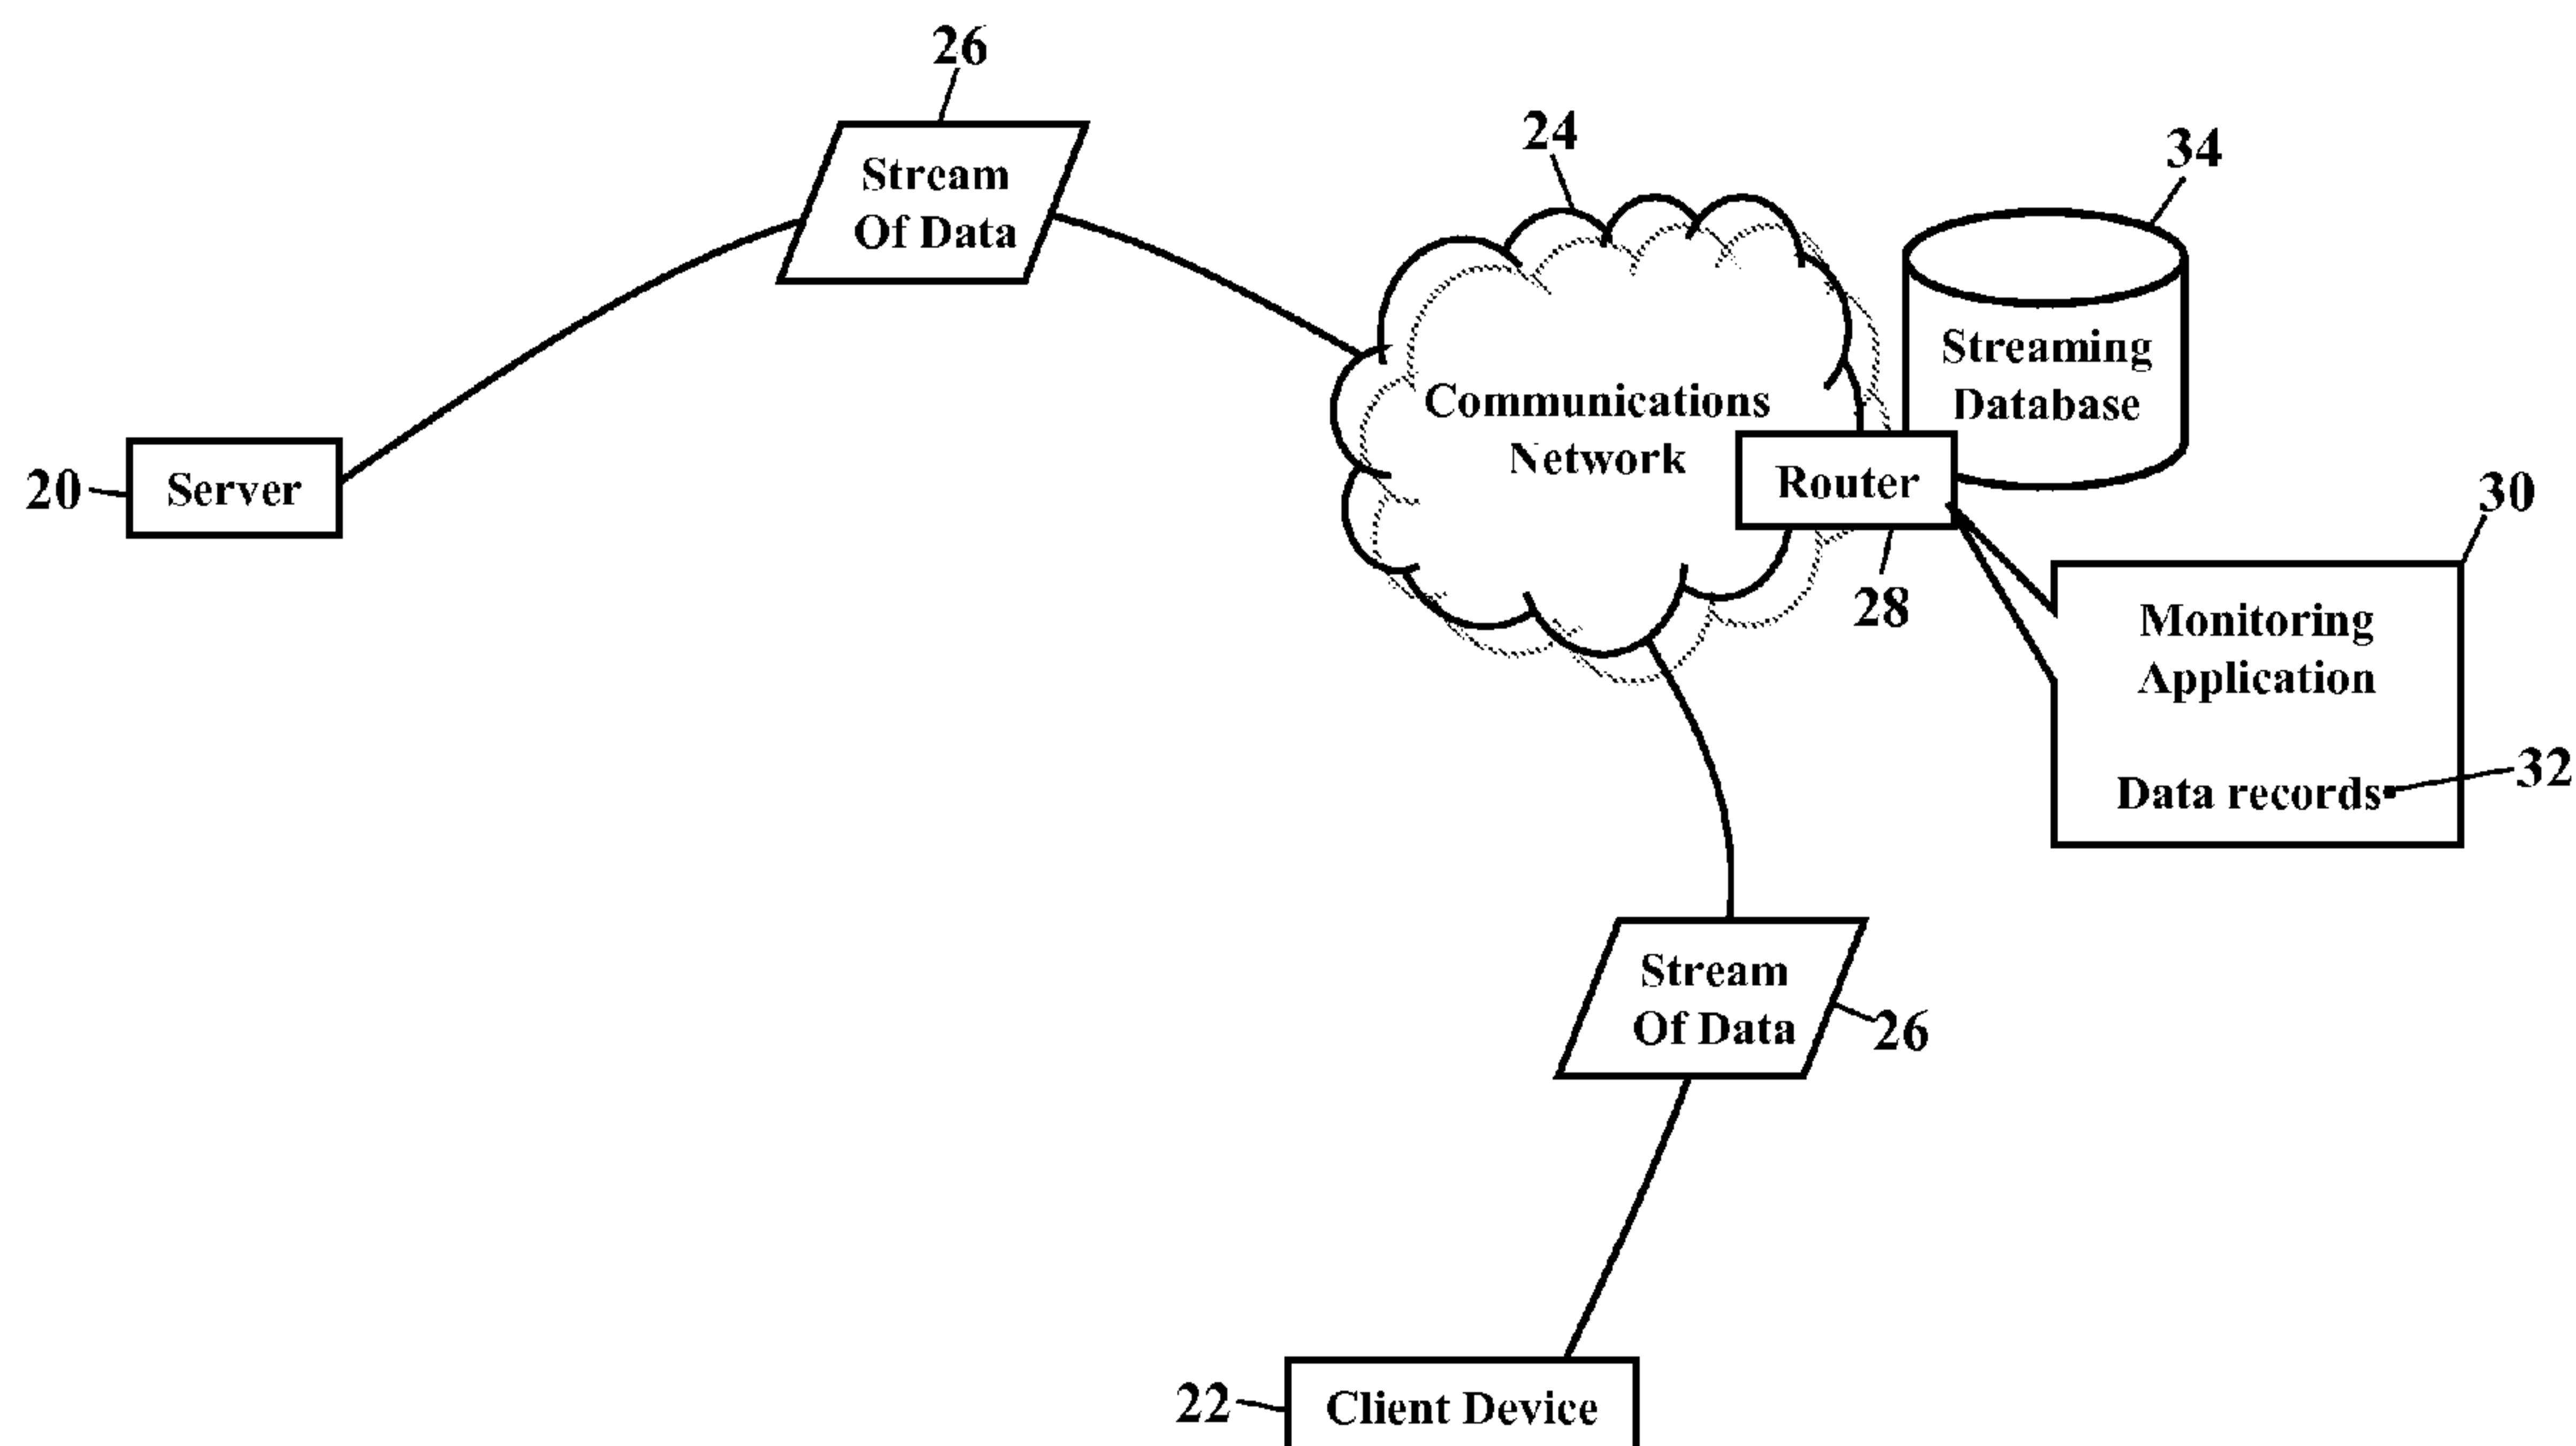 26
Stream
Of Data
24
34
Streaming
Database
Communications
Network
Router
20
Server
30
28
Monitoring
Application
32
Data records
Stream
Of Data
26
22
Client Device